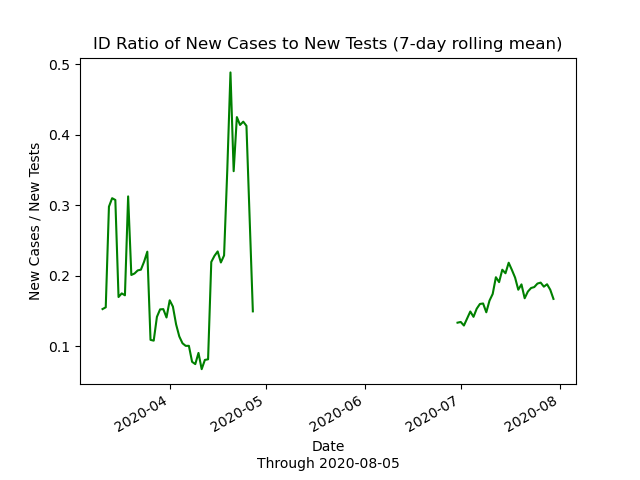 ID Ratio of New Cases to New Tests (7-day rolling mean)
New Cases / New Tests
0.5
0.4
0.3
0.2
0.1
2020-04
2020-05
2020-06
2020-07
2020-08
Date
Through 2020-08-05